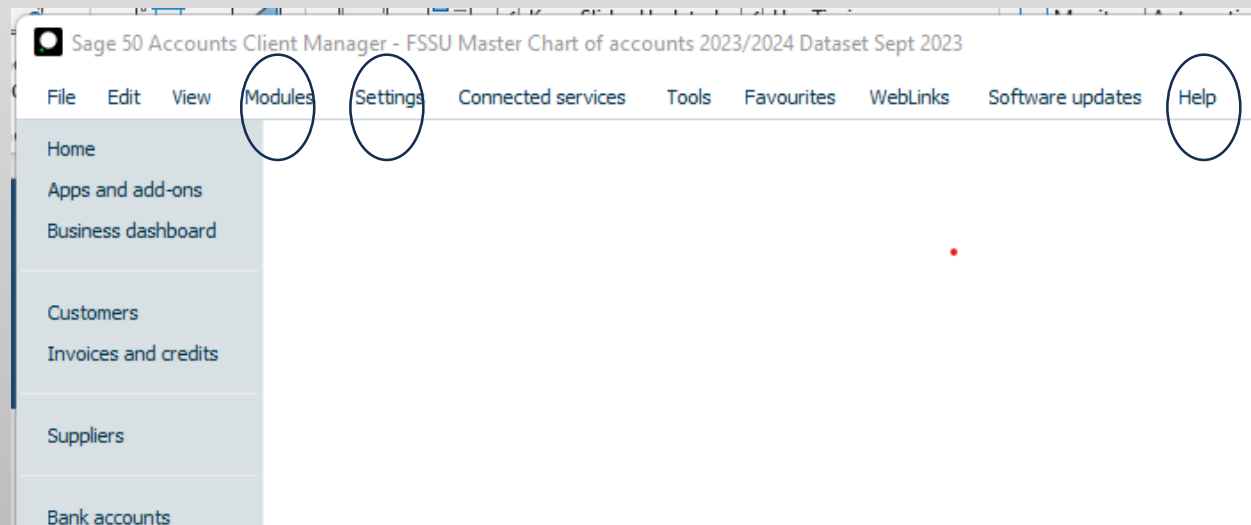 Sage 50 Accounts Client Manager - FSSU Master Chart of accounts 2023/2024 Dataset Sept 2023
File Edit View Modules Settings Connected services Tools Favourites WebLinks Software updates Help
Home
Apps and add-ons
Business dashboard
Customers
Invoices and credits
Suppliers
Bank accounts